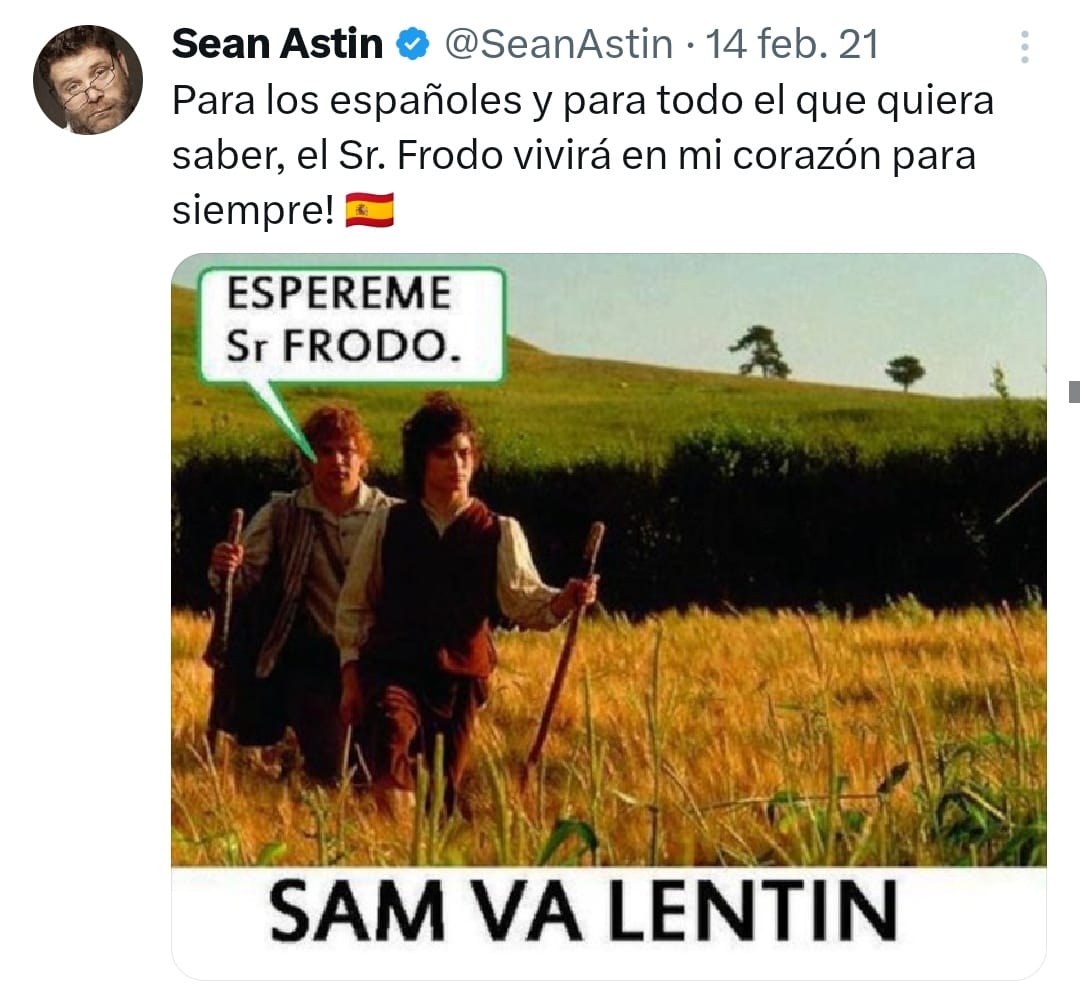 Sean Astin @SeanAstin · 14 feb. 21
Para los españoles y para todo el que quiera
saber, el Sr. Frodo vivirá en mi corazón para
siempre! 🇪🇸
ESPEREME
Sr FRODO.
SAM VA LENTIN